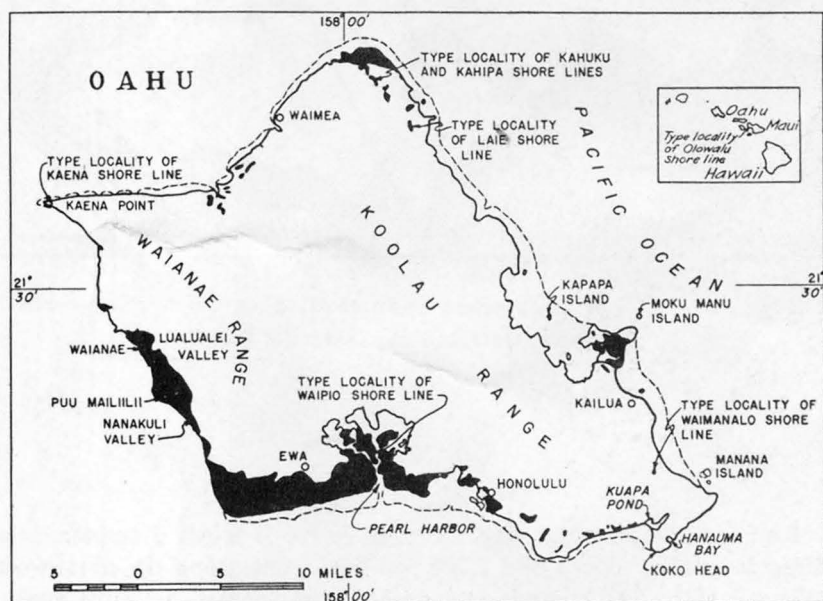 158°00'
OAHU
TYPE LOCALITY OF KAHUKU
AND KAHIPA SHORE LINES
WAIMEA
TYPE LOCALITY
OF LAIE SHORE
LINE
PACIFIC OCEAN
Oahu
Maui
Type locality
of Olowalu
Shore line
Hawaii
TYPE LOCALITY OF
KAENA SHORE LINE
KAENA POINT
WAIANAE RANGE
KOOLAU RANGE
21°
30'
21°
30'
KAPAPA
ISLAND
MOKU MANU
ISLAND
LUALUALEI
VALLEY
WAIANAE
PUU MAILIILII
NANAKULI
VALLEY
TYPE LOCALITY OF
WAIPIO SHORE LINE
KAILUA
TYPE LOCALITY OF
WAIMANALO SHORE
LINE
EWA
HONOLULU
MANANA
ISLAND
KUAPA
POND
PEARL HARBOR
HANAUMA
BAY
KOKO HEAD
5 0 5 10 MILES
158°00'